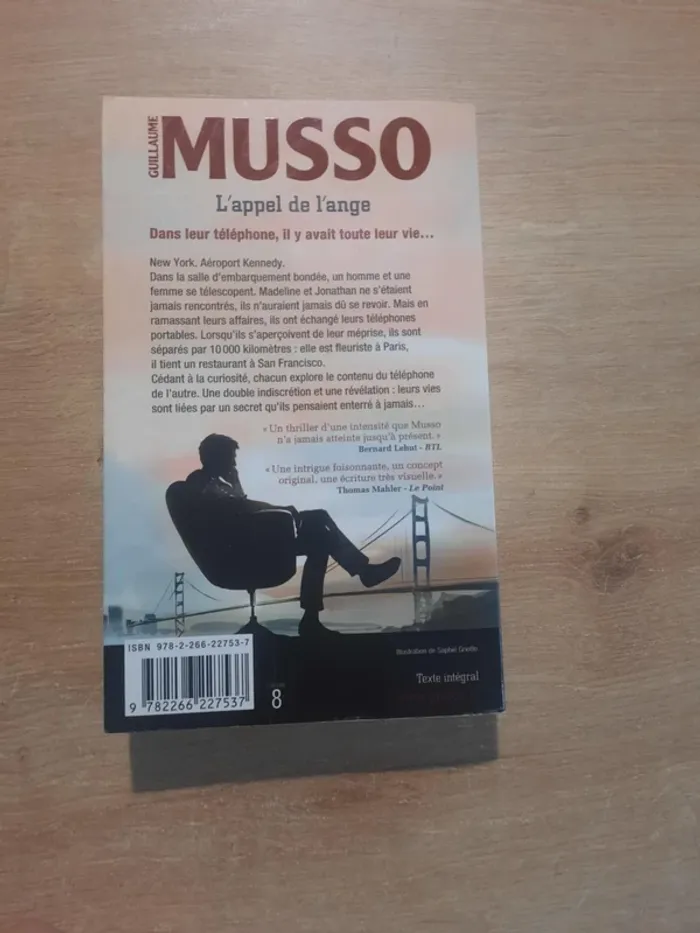 GUILLAUME
MUSSO
L'appel de l'ange
Dans leur téléphone, il y avait toute leur vie…
New York. Aéroport Kennedy.
Dans la salle d'embarquement bondée, un homme et une
femme se télescopent. Madeline et Jonathan ne s'étaient
jamais rencontrés, ils n'auraient jamais dû se revoir. Mais en
ramassant leurs affaires, ils ont échangé leurs téléphones
portables. Lorsqu'ils s'aperçoivent de leur méprise, ils sont
séparés par 10 000 kilomètres : elle est fleuriste à Paris,
il tient un restaurant à San Francisco.
Cédant à la curiosité, chacun explore le contenu du téléphone
de l'autre. Une double indiscrétion et une révélation : leurs vies
sont liées par un secret qu'ils pensaient enterré à jamais…
« Un thriller d'une intensité que Musso
n'a jamais atteinte jusqu'à présent. »
Bernard Lehut - RTL
« Une intrigue foisonnante, un concept
original, une écriture très visuelle. »
Thomas Mahler - Le Point
ISBN 978-2-266-22753-7
9 782266 227537
8
Illustration de
Texte intégral